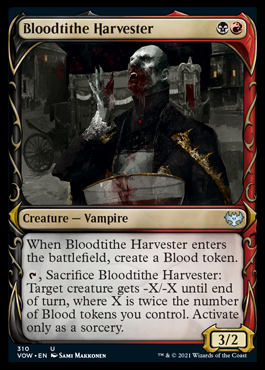 Bloodtithe Harvester
Creature — Vampire
When Bloodtithe Harvester enters
the battlefield, create a Blood token.
, Sacrifice Bloodtithe Harvester:
Target creature gets -X/-X until end
of turn, where X is twice the number
of Blood tokens you control. Activate
only as a sorcery.
3/2
310 U
VOW • EN SAMI MAKKONEN
™ & © 2021 Wizards of the Coast